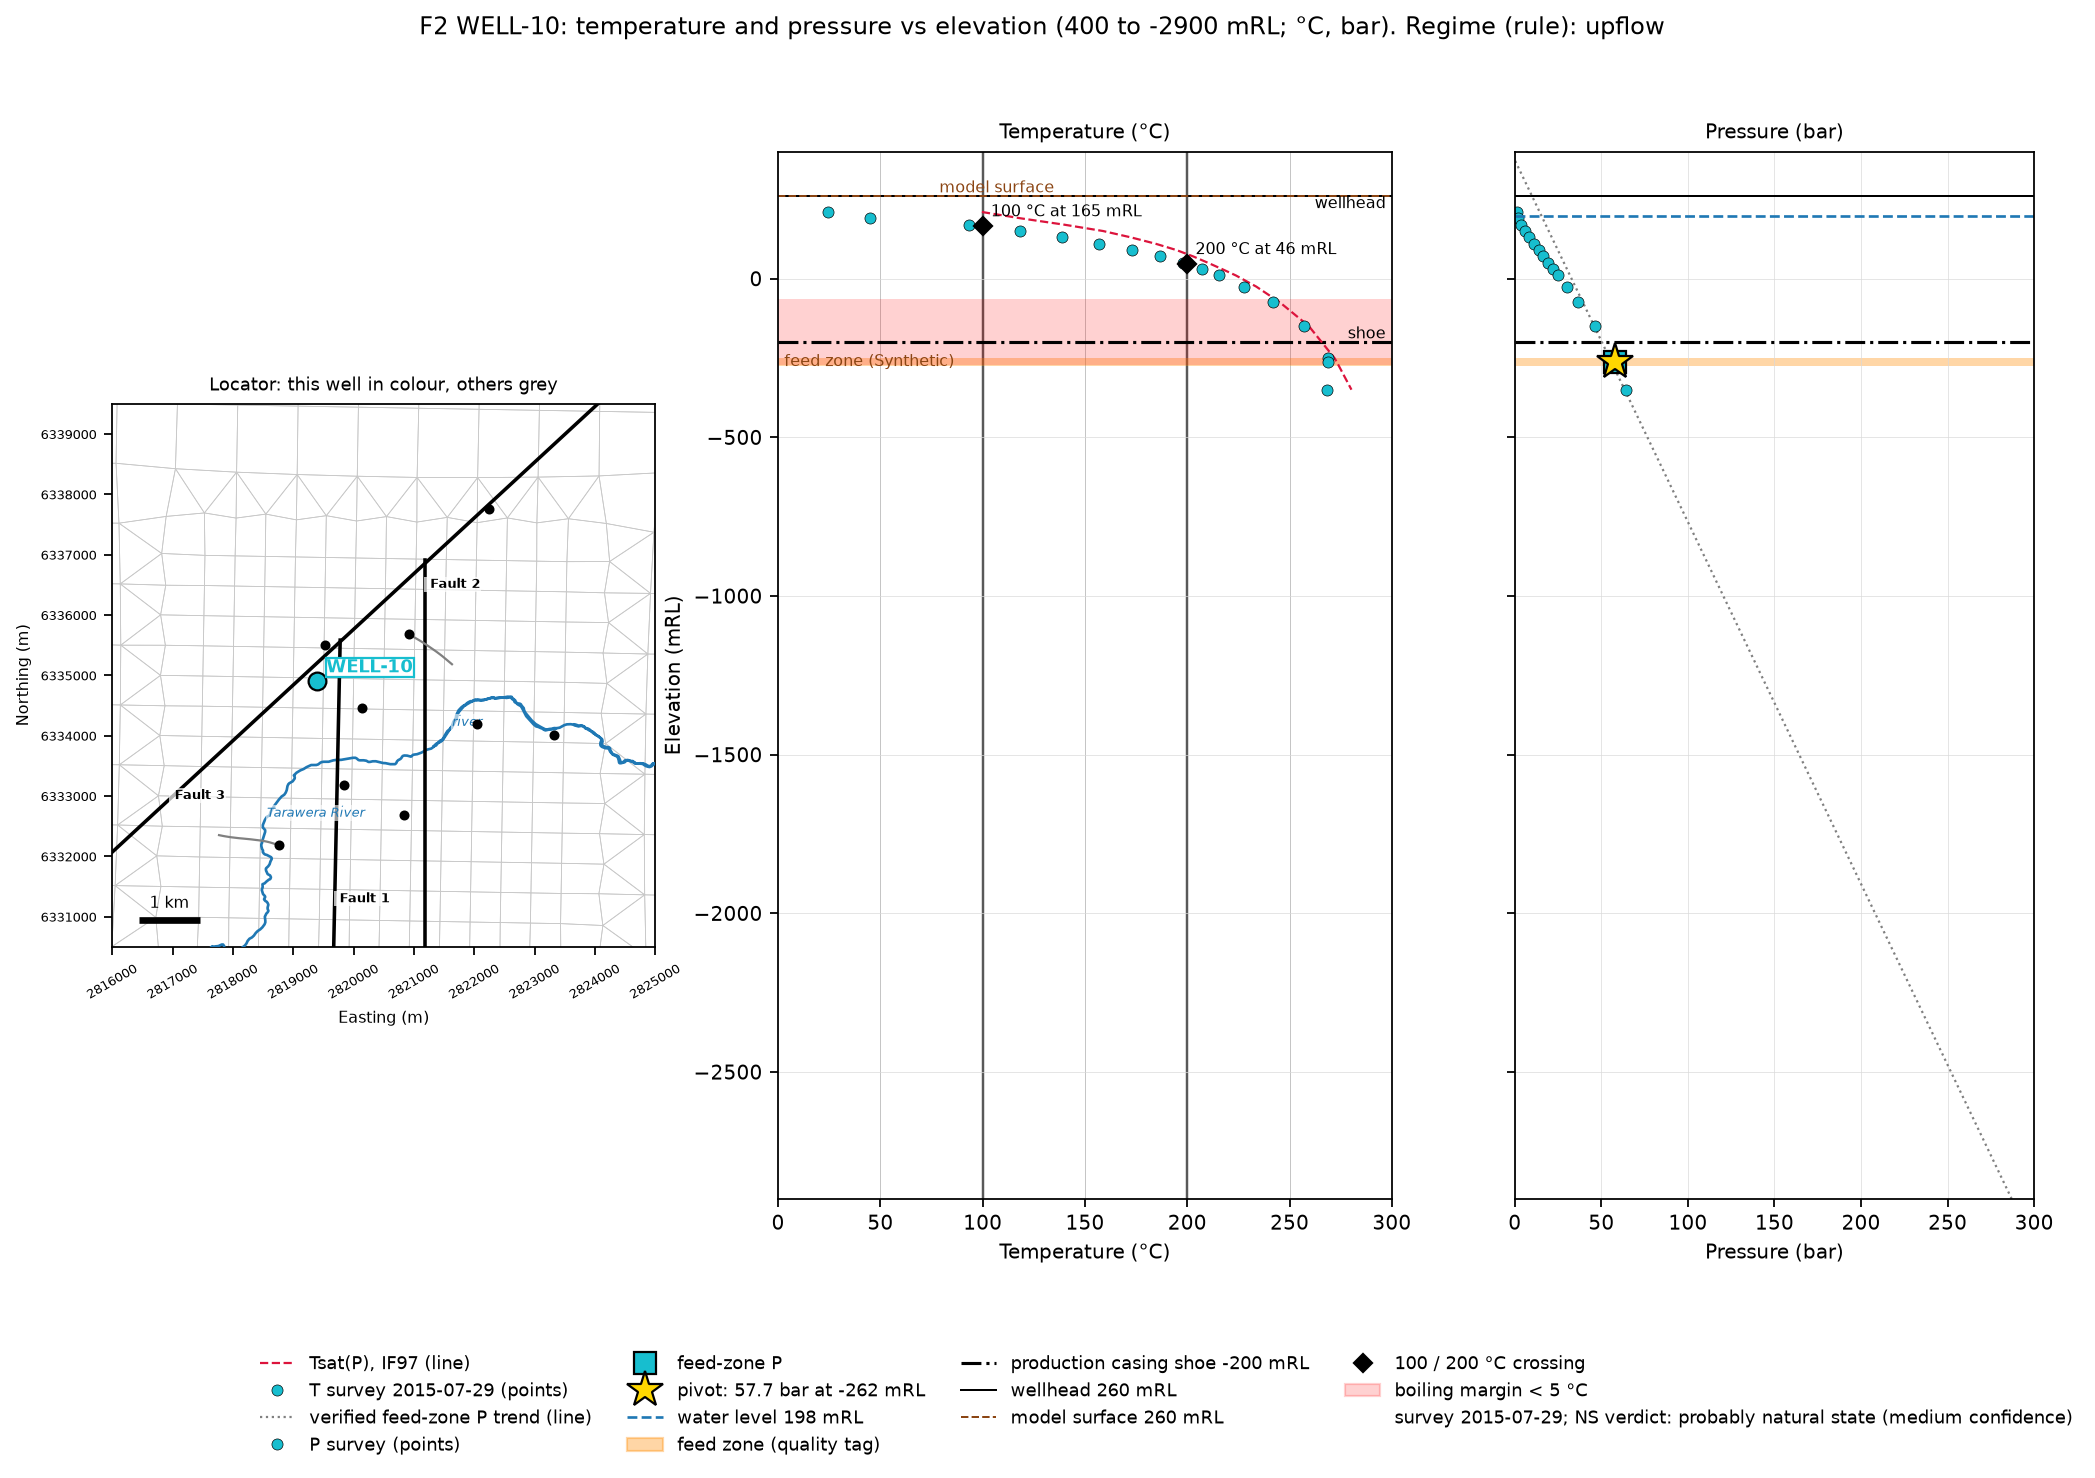 F2 WELL-10: temperature and pressure vs elevation (400 to -2900 mRL; °C, bar). Regime (rule): upflow
Locator: this well in colour, others grey
6339000
6338000
6337000
6336000
6335000
6334000
6333000
6332000
6331000
Northing (m)
Fault 2
WELL-10
river
Fault 3
Tarawera River
Fault 1
1 km
2816000
2817000
2818000
2819000
2820000
2821000
2822000
2823000
2824000
2825000
Easting (m)
Temperature (°C)
model surface
wellhead
100 °C at 165 mRL
200 °C at 46 mRL
shoe
feed zone (Synthetic)
0
−500
−1000
−1500
−2000
−2500
Elevation (mRL)
0 50 100 150 200 250 300
Temperature (°C)
Pressure (bar)
0 50 100 150 200 250 300
Pressure (bar)
Tsat(P), IF97 (line)
T survey 2015-07-29 (points)
verified feed-zone P trend (line)
P survey (points)
feed-zone P
pivot: 57.7 bar at -262 mRL
water level 198 mRL
feed zone (quality tag)
production casing shoe -200 mRL
wellhead 260 mRL
model surface 260 mRL
100 / 200 °C crossing
boiling margin < 5 °C
survey 2015-07-29; NS verdict: probably natural state (medium confidence)